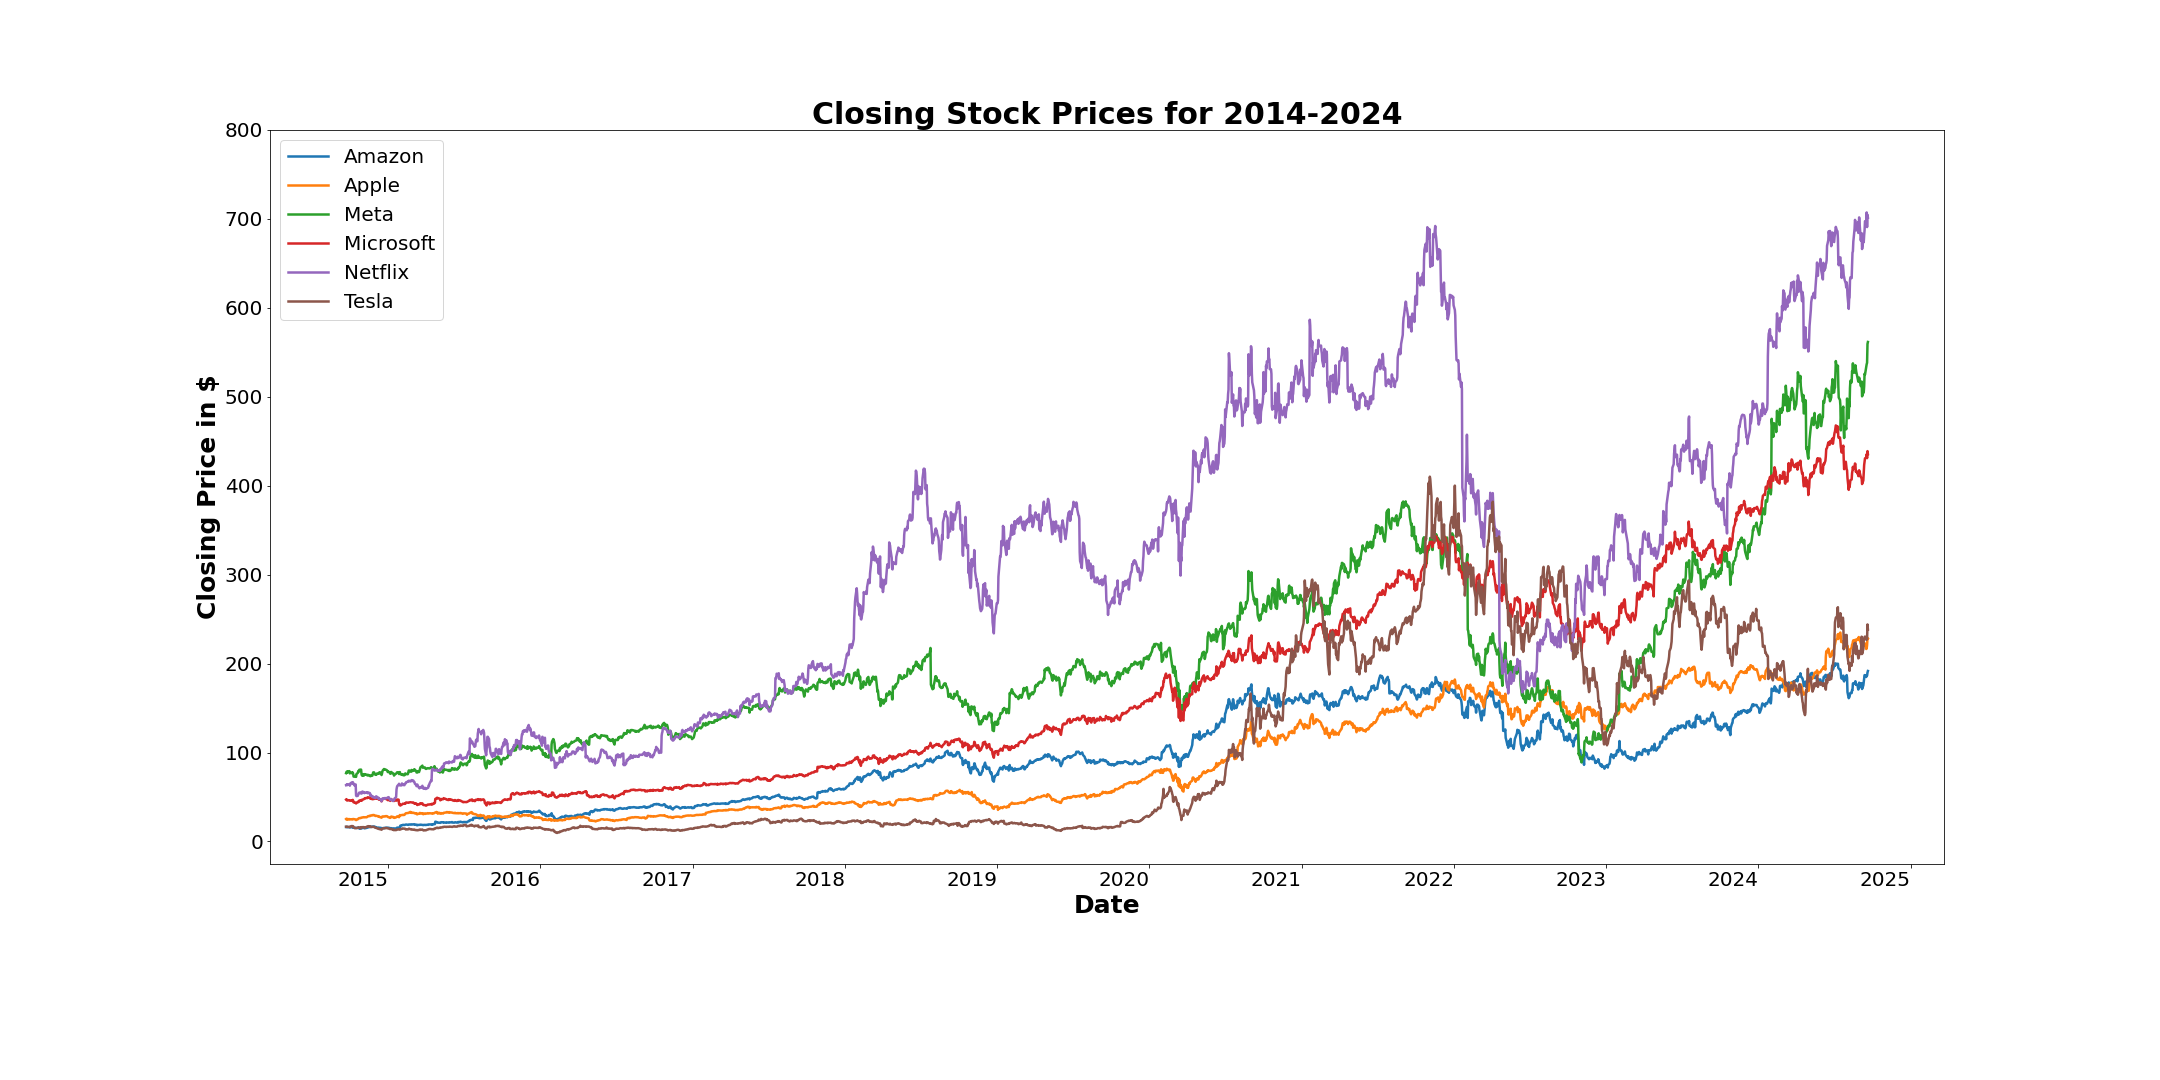 Closing Stock Prices for 2014-2024
800
700
600
500
400
300
200
100
0
Closing Price in $
Amazon
Apple
Meta
Microsoft
Netflix
Tesla
2015 2016 2017 2018 2019 2020 2021 2022 2023 2024 2025
Date